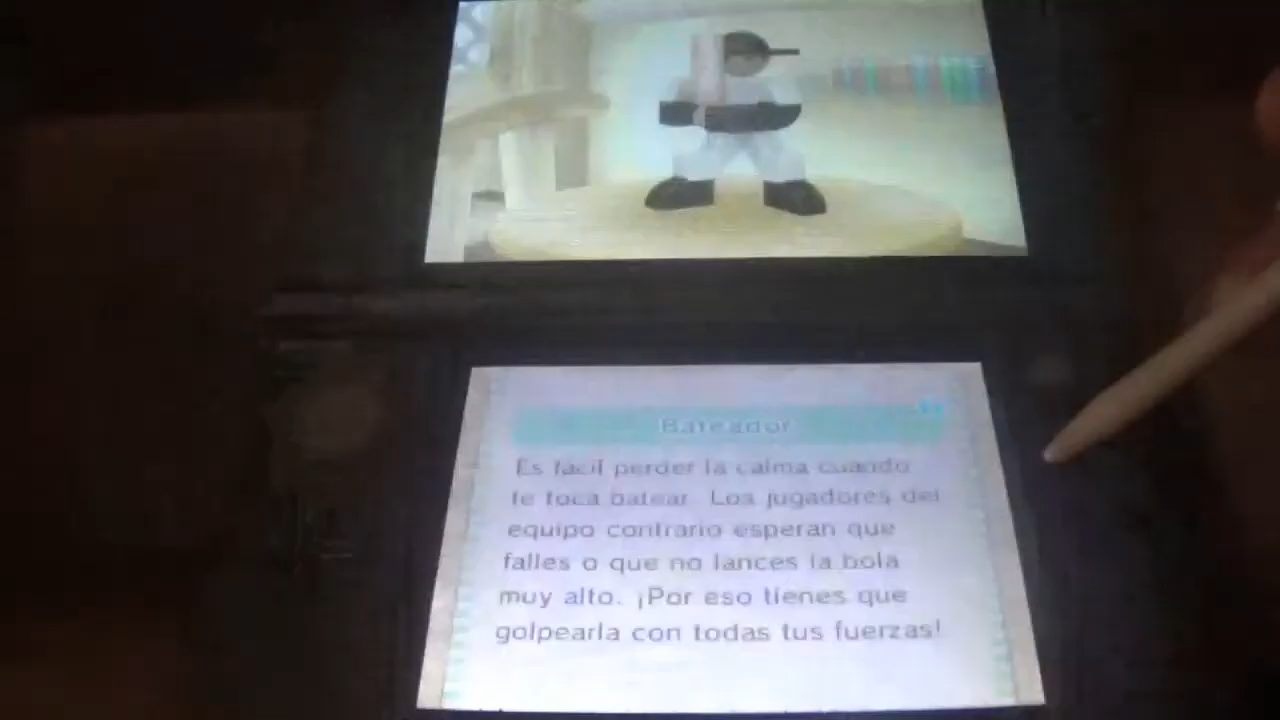 Bateador
Es fácil perder la calma cuando
te toca batear. Los jugadores del
equipo contrario esperan que
falles o que no lances la bola
muy alto. ¡Por eso tienes que
golpearla con todas tus fuerzas!